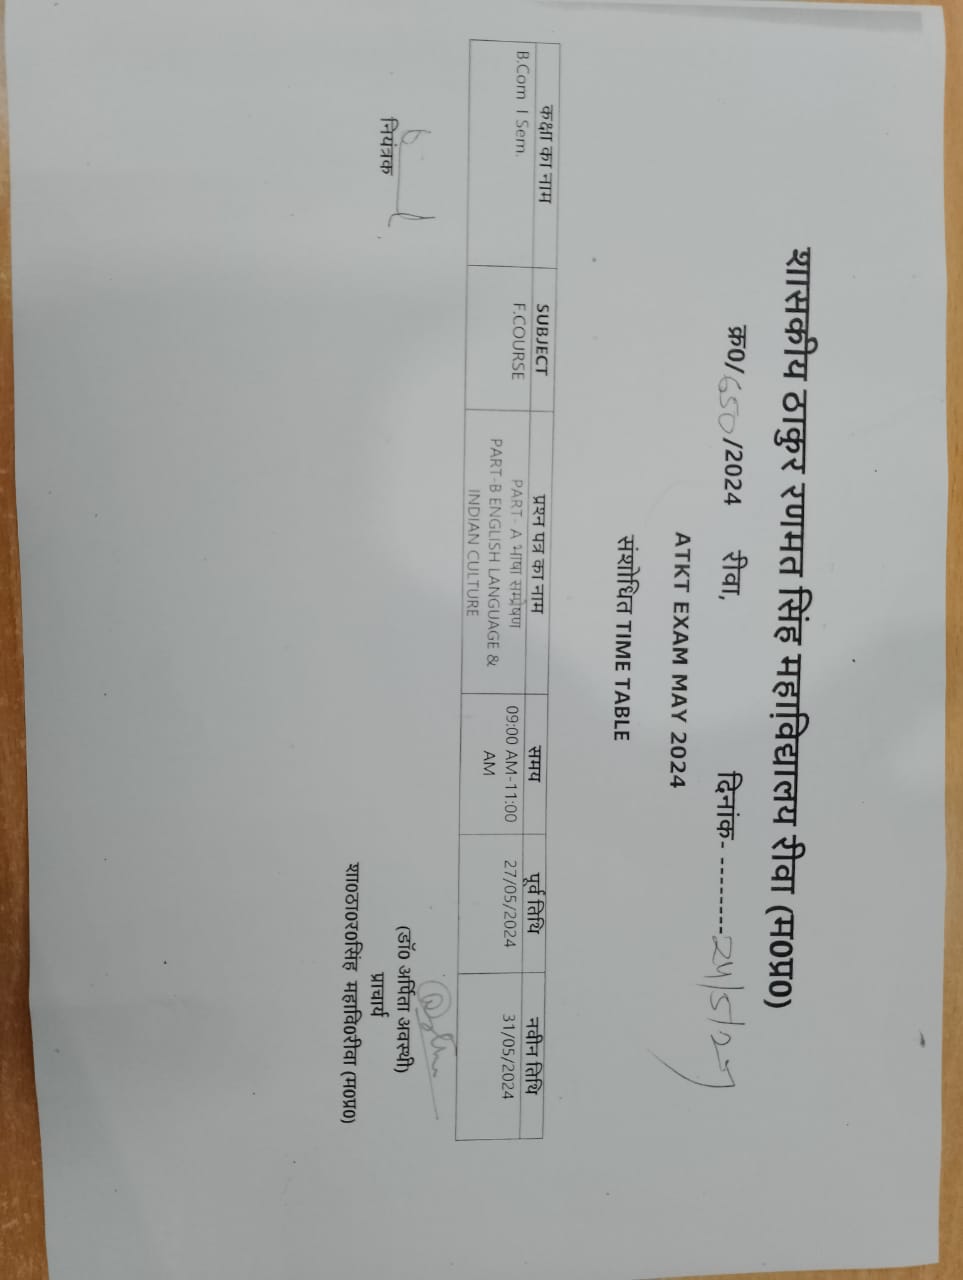 शासकीय ठाकुर रणमत सिंह महाविद्यालय रीवा (म0प्र0)
क्र0/650/2024 रीवा, दिनांक- ---------24/5/24
ATKT EXAM MAY 2024
संशोधित TIME TABLE
कक्षा का नाम SUBJECT प्रश्न पत्र का नाम समय पूर्व तिथि नवीन तिथि
B.Com I Sem. F.COURSE PART- A भाषा सम्प्रेषण 09:00 AM-11:00 27/05/2024 31/05/2024
PART-B ENGLISH LANGUAGE & AM
INDIAN CULTURE
नियंत्रक
(डॉ0 अर्पिता अवस्थी)
प्राचार्य
शा0ठा0र0सिंह महावि0रीवा (म0प्र0)